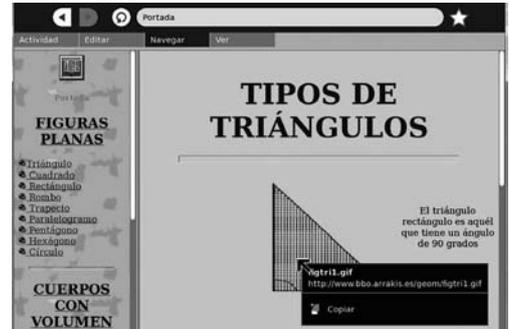 Portada
Actividad
Editar
Navegar
Ver
Portada
FIGURAS
PLANAS
Triángulo
Cuadrado
Rectángulo
Rombo
Trapecio
Paralelogramo
Pentágono
Hexágono
Círculo
CUERPOS
CON
VOLUMEN
TIPOS DE
TRIÁNGULOS
El triángulo
rectángulo es aquél
que tiene un ángulo
de 90 grados
figtri1.gif
http://www.bbo.arrakis.es/geom/figtri1.gif
Copiar